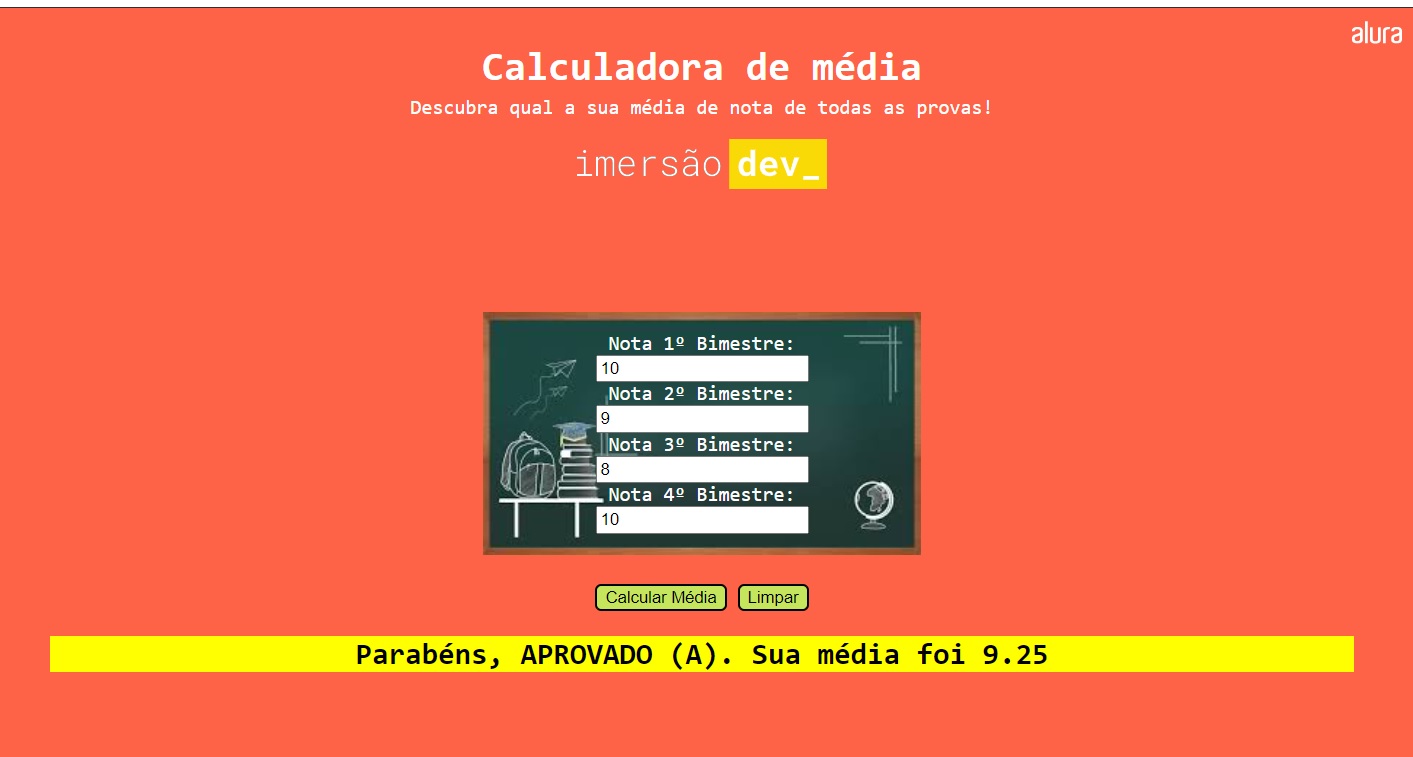 alura
Calculadora de média
Descubra qual a sua média de nota de todas as provas!
imersão dev_
Nota 1º Bimestre:
10
Nota 2º Bimestre:
9
Nota 3º Bimestre:
8
Nota 4º Bimestre:
10
Calcular Média Limpar
Parabéns, APROVADO (A). Sua média foi 9.25